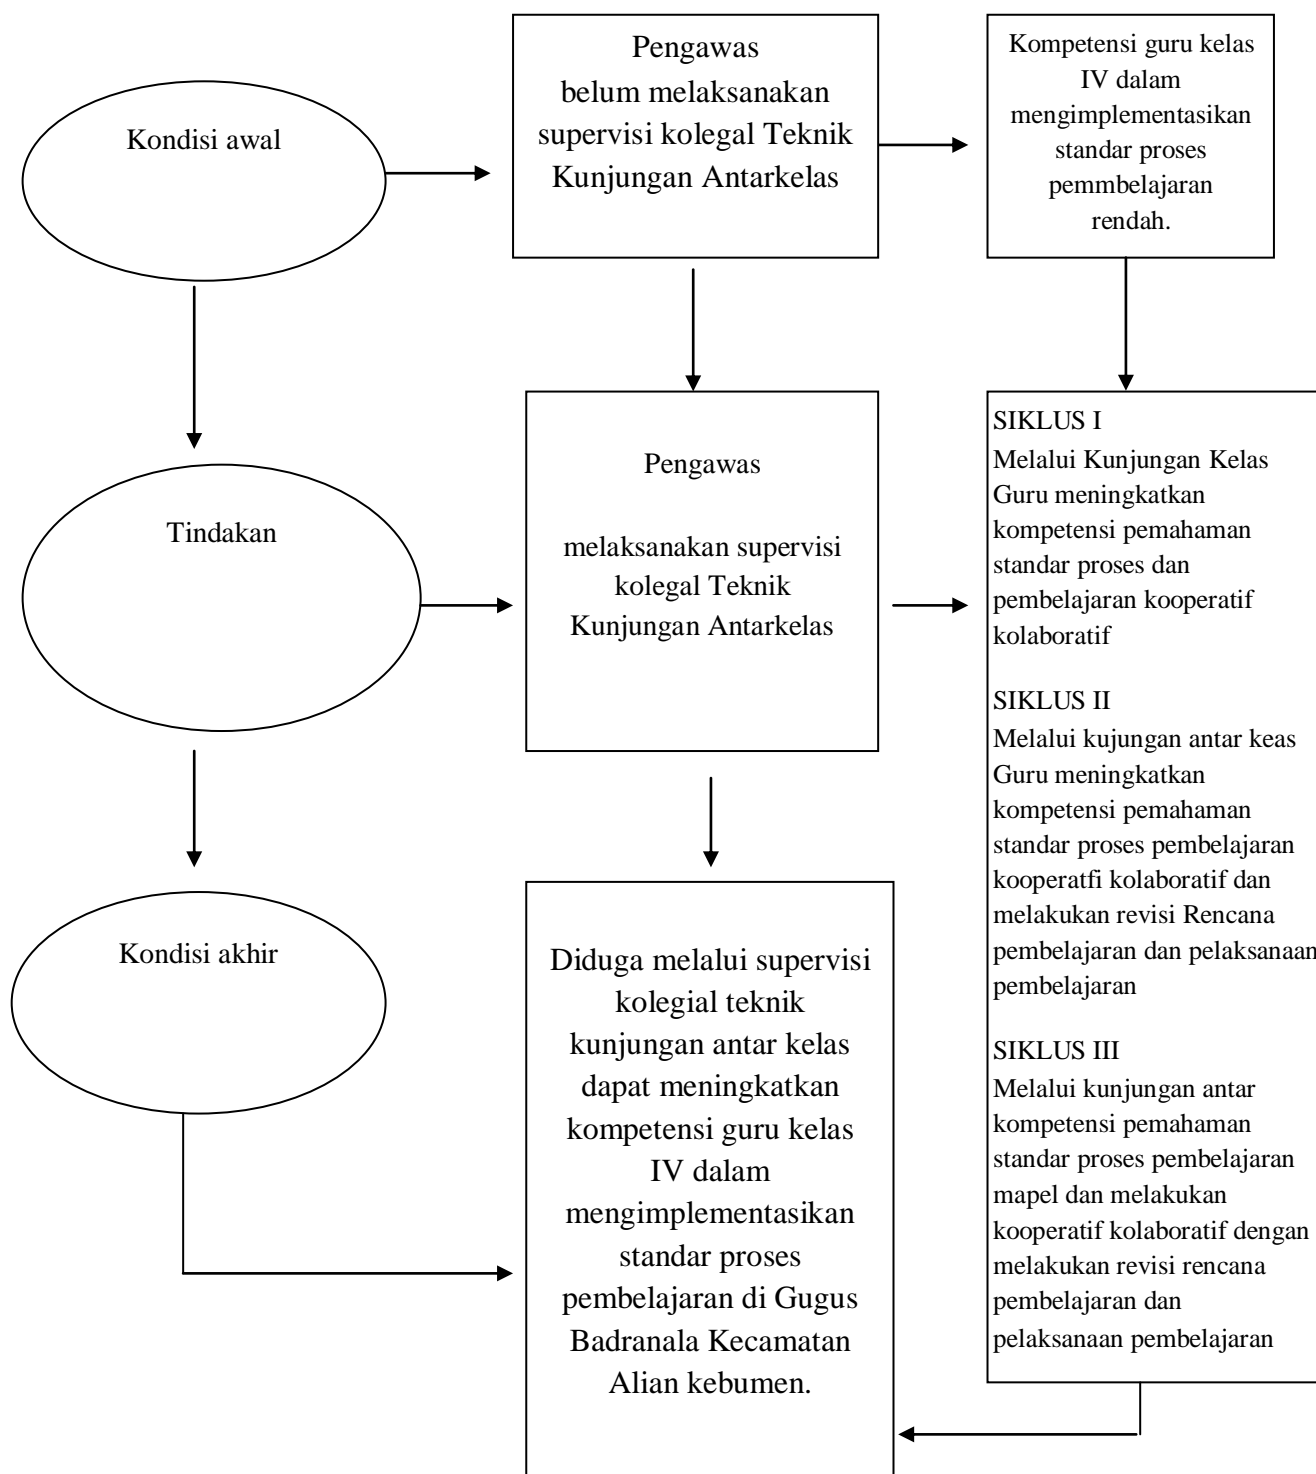 Kondisi awal
Pengawas
belum melaksanakan
supervisi kolegal Teknik
Kunjungan Antarkelas
Kompetensi guru kelas
IV dalam
mengimplementasikan
standar proses
pemmbelajaran
rendah.
Tindakan
Pengawas
melaksanakan supervisi
kolegal Teknik
Kunjungan Antarkelas
SIKLUS I
Melalui Kunjungan Kelas
Guru meningkatkan
kompetensi pemahaman
standar proses dan
pembelajaran kooperatif
kolaboratif
SIKLUS II
Melalui kujungan antar keas
Guru meningkatkan
kompetensi pemahaman
standar proses pembelajaran
kooperatfi kolaboratif dan
melakukan revisi Rencana
pembelajaran dan pelaksanaan
pembelajaran
SIKLUS III
Melalui kunjungan antar
kompetensi pemahaman
standar proses pembelajaran
mapel dan melakukan
kooperatif kolaboratif dengan
melakukan revisi rencana
pembelajaran dan
pelaksanaan pembelajaran
Kondisi akhir
Diduga melalui supervisi
kolegial teknik
kunjungan antar kelas
dapat meningkatkan
kompetensi guru kelas
IV dalam
mengimplementasikan
standar proses
pembelajaran di Gugus
Badranala Kecamatan
Alian kebumen.